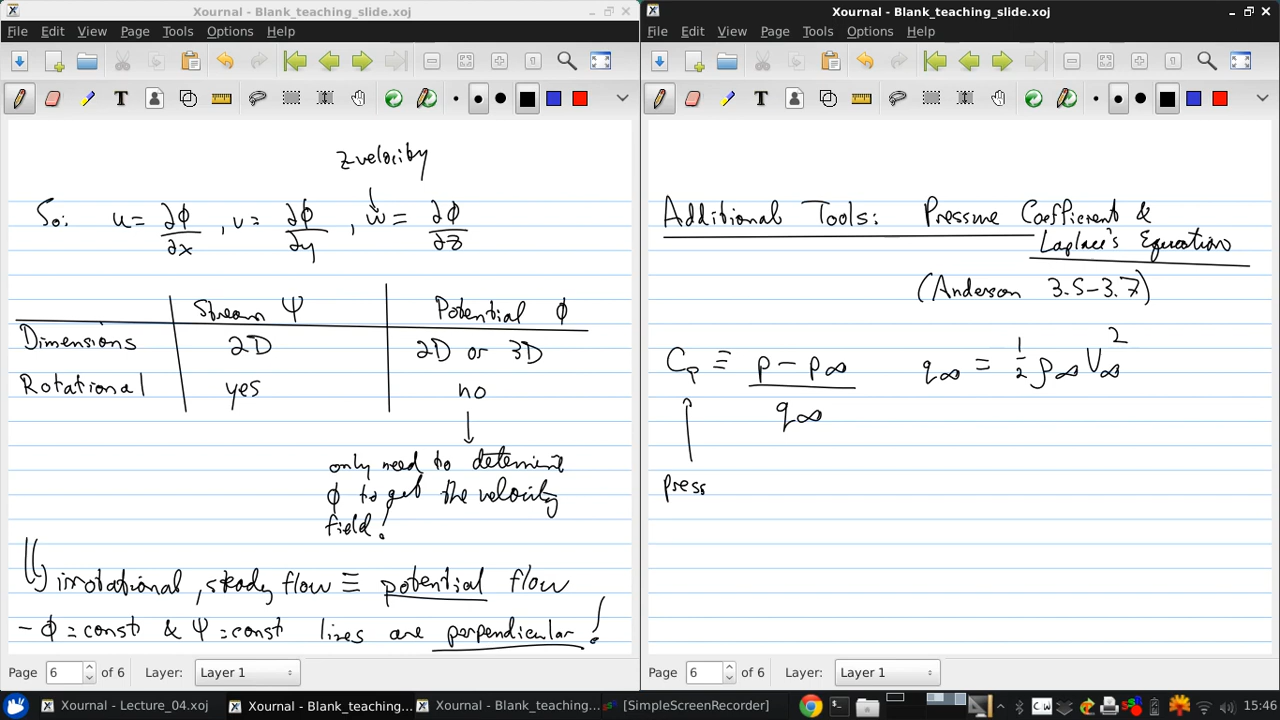 Xournal - Blank_teaching_slide.xoj
File Edit View Page Tools Options Help
z velocity
So: u = ∂ϕ/∂x , v = ∂ϕ/∂y , w = ∂ϕ/∂z
Stream Ψ Potential ϕ
Dimensions 2D 2D or 3D
Rotational yes no
only need to determine
ϕ to get the velocity
field!
irrotational, steady flow ≡ potential flow
- ϕ = const & Ψ = const lines are perpendicular!
Page 6 of 6 Layer: Layer 1
Xournal - Blank_teaching_slide.xoj
File Edit View Page Tools Options Help
Additional Tools: Pressure Coefficient &
Laplace's Equation
(Anderson 3.5-3.7)
Cp ≡ p - p∞ / q∞ q∞ = 1/2 ρ∞ V∞²
press
Page 6 of 6 Layer: Layer 1
Xournal - Lecture_04.xoj Xournal - Blank_teaching... Xournal - Blank_teaching... [SimpleScreenRecorder] 15:46